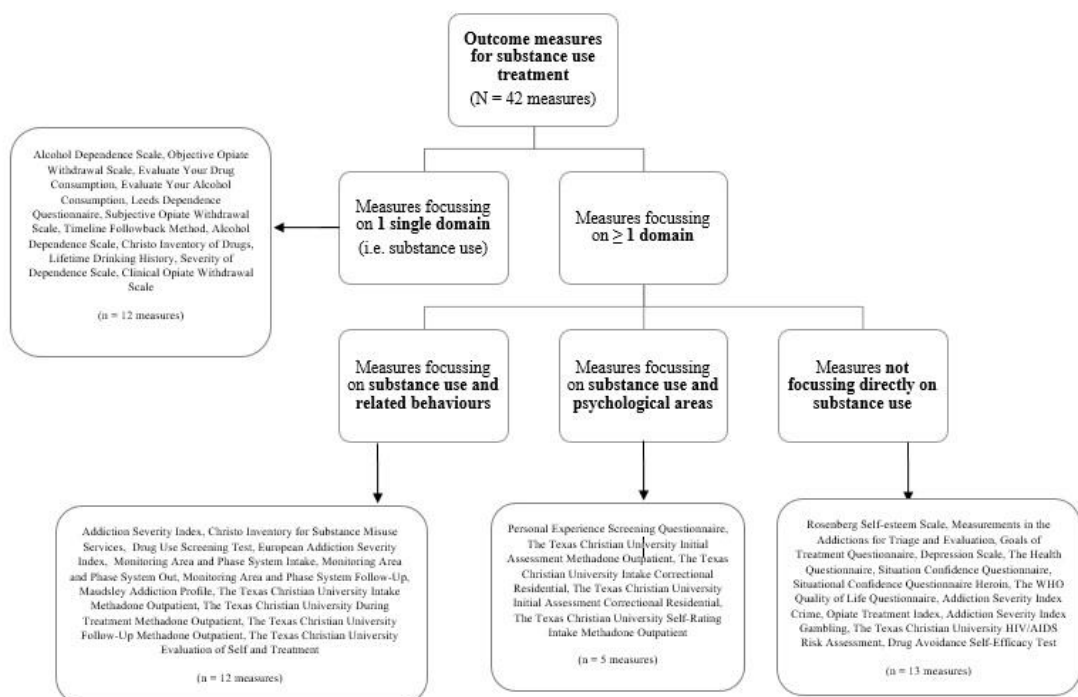 Outcome measures
for substance use
treatment
(N = 42 measures)
Alcohol Dependence Scale, Objective Opiate
Withdrawal Scale, Evaluate Your Drug
Consumption, Evaluate Your Alcohol
Consumption, Leeds Dependence
Questionnaire, Subjective Opiate Withdrawal
Scale, Timeline Followback Method, Alcohol
Dependence Scale, Christo Inventory of Drugs,
Lifetime Drinking History, Severity of
Dependence Scale, Clinical Opiate Withdrawal
Scale
(n = 12 measures)
Measures focussing
on 1 single domain
(i.e. substance use)
Measures focussing
on ≥ 1 domain
Measures focussing
on substance use and
related behaviours
Measures focussing
on substance use and
psychological areas
Measures not
focussing directly on
substance use
Addiction Severity Index, Christo Inventory for Substance Misuse
Services, Drug Use Screening Test, European Addiction Severity
Index, Monitoring Area and Phase System Intake, Monitoring Area
and Phase System Out, Monitoring Area and Phase System Follow-Up,
Maudsley Addiction Profile, The Texas Christian University Intake
Methadone Outpatient, The Texas Christian University During
Treatment Methadone Outpatient, The Texas Christian University
Follow-Up Methadone Outpatient, The Texas Christian University
Evaluation of Self and Treatment
(n = 12 measures)
Personal Experience Screening Questionnaire,
The Texas Christian University Initial
Assessment Methadone Outpatient, The Texas
Christian University Intake Correctional
Residential, The Texas Christian University
Initial Assessment Correctional Residential,
The Texas Christian University Self-Rating
Intake Methadone Outpatient
(n = 5 measures)
Rosenberg Self-esteem Scale, Measurements in the
Addictions for Triage and Evaluation, Goals of
Treatment Questionnaire, Depression Scale, The Health
Questionnaire, Situation Confidence Questionnaire,
Situational Confidence Questionnaire Heroin, The WHO
Quality of Life Questionnaire, Addiction Severity Index
Crime, Opiate Treatment Index, Addiction Severity Index
Gambling, The Texas Christian University HIV/AIDS
Risk Assessment, Drug Avoidance Self-Efficacy Test
(n = 13 measures)